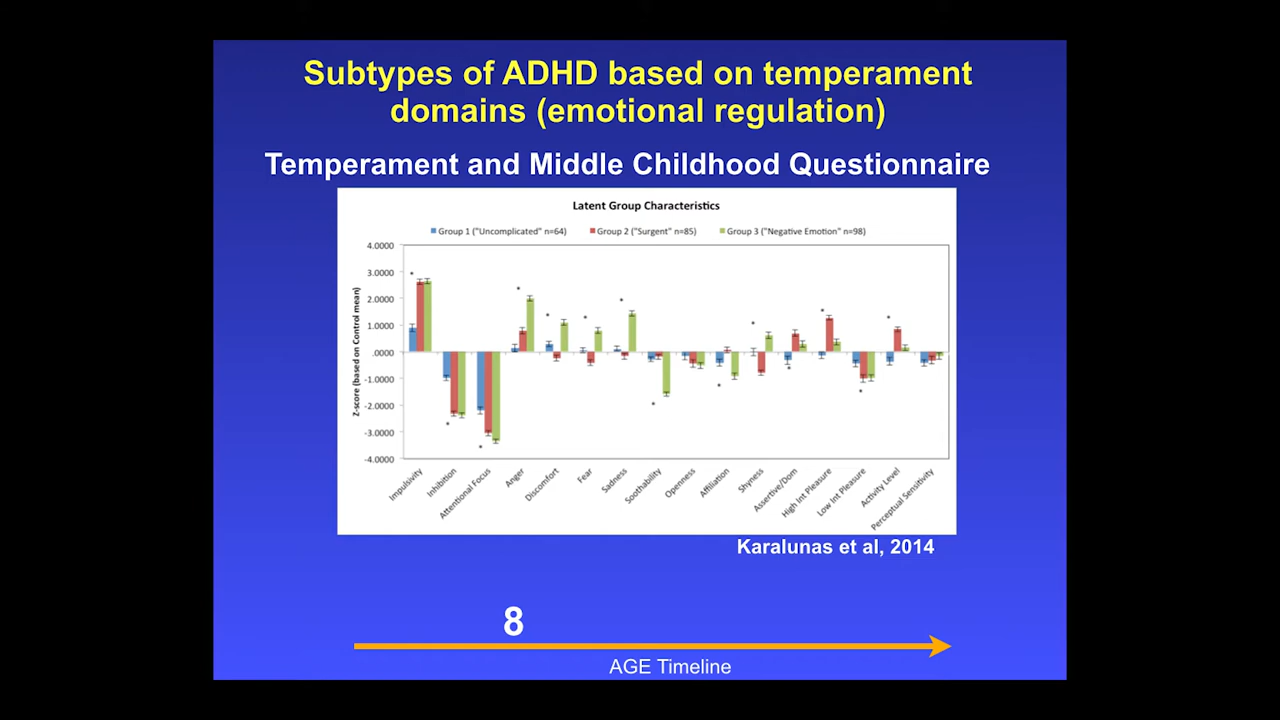 Subtypes of ADHD based on temperament
domains (emotional regulation)
Temperament and Middle Childhood Questionnaire
Latent Group Characteristics
Group 1 ("Uncomplicated" n=64) Group 2 ("Surgent" n=85) Group 3 ("Negative Emotion" n=98)
4.0000
3.0000
2.0000
1.0000
.0000
-1.0000
-2.0000
-3.0000
-4.0000
Z-score (based on Control mean)
* * * * * * * * * * * * * *
Impulsivity
Inhibition
Attentional Focus
Anger
Discomfort
Fear
Sadness
Soothability
Openness
Affiliation
Shyness
Assertive/Dom
High Int Pleasure
Low Int Pleasure
Activity Level
Perceptual Sensitivity
Karalunas et al, 2014
8
AGE Timeline